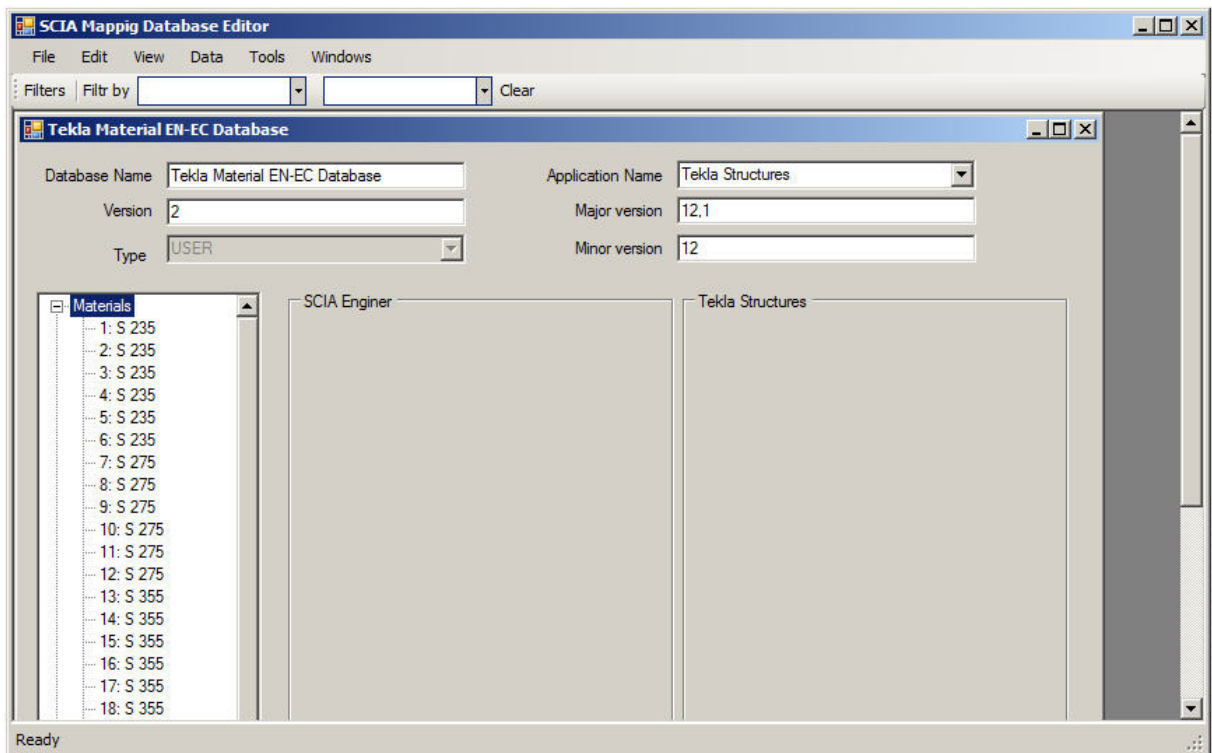 SCIA Mappig Database Editor
File Edit View Data Tools Windows
Filters Filtr by Clear
Tekla Material EN-EC Database
Database Name Tekla Material EN-EC Database Application Name Tekla Structures
Version 2 Major version 12,1
Type USER Minor version 12
Materials SCIA Enginer Tekla Structures
1: S 235
2: S 235
3: S 235
4: S 235
5: S 235
6: S 235
7: S 275
8: S 275
9: S 275
10: S 275
11: S 275
12: S 275
13: S 355
14: S 355
15: S 355
16: S 355
17: S 355
18: S 355
Ready